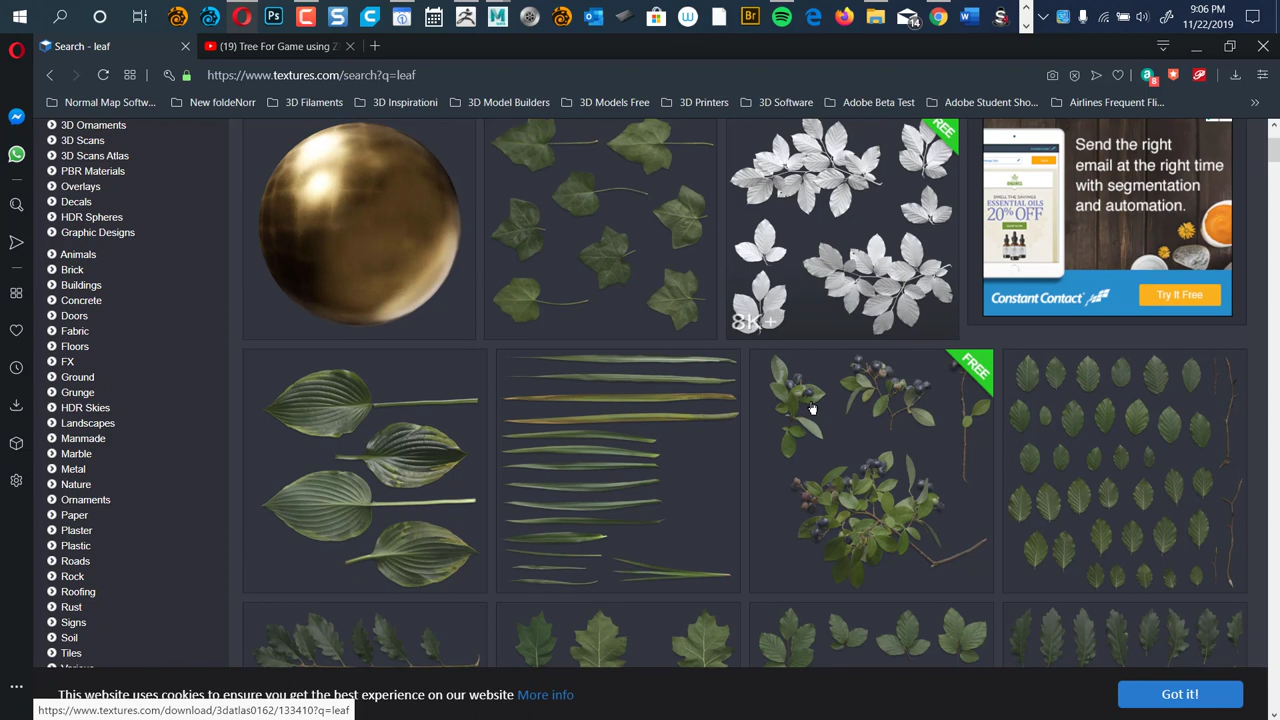 9:06 PM
11/22/2019
14
Search - leaf
(19) Tree For Game using Z
https://www.textures.com/search?q=leaf
8
Normal Map Softw...
New foldeNorr
3D Filaments
3D Inspirationi
3D Model Builders
3D Models Free
3D Printers
3D Software
Adobe Beta Test
Adobe Student Sho...
Airlines Frequent Fli...
3D Ornaments
3D Scans
3D Scans Atlas
PBR Materials
Overlays
Decals
HDR Spheres
Graphic Designs
Animals
Brick
Buildings
Concrete
Doors
Fabric
Floors
FX
Ground
Grunge
HDR Skies
Landscapes
Manmade
Marble
Metal
Nature
Ornaments
Paper
Plaster
Plastic
Roads
Rock
Roofing
Rust
Signs
Soil
Tiles
FREE
8K+
Send the right
email at the right time
with segmentation
and automation.
SUMMER SAVINGS
ESSENTIAL OILS
20% OFF
Constant Contact
Try It Free
FREE
This website uses cookies to ensure you get the best experience on our website More info
Got it!
https://www.textures.com/download/3datlas0162/133410?q=leaf